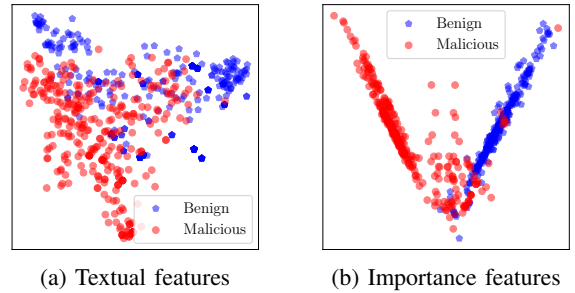 Benign
Malicious
(a) Textual features
Benign
Malicious
(b) Importance features